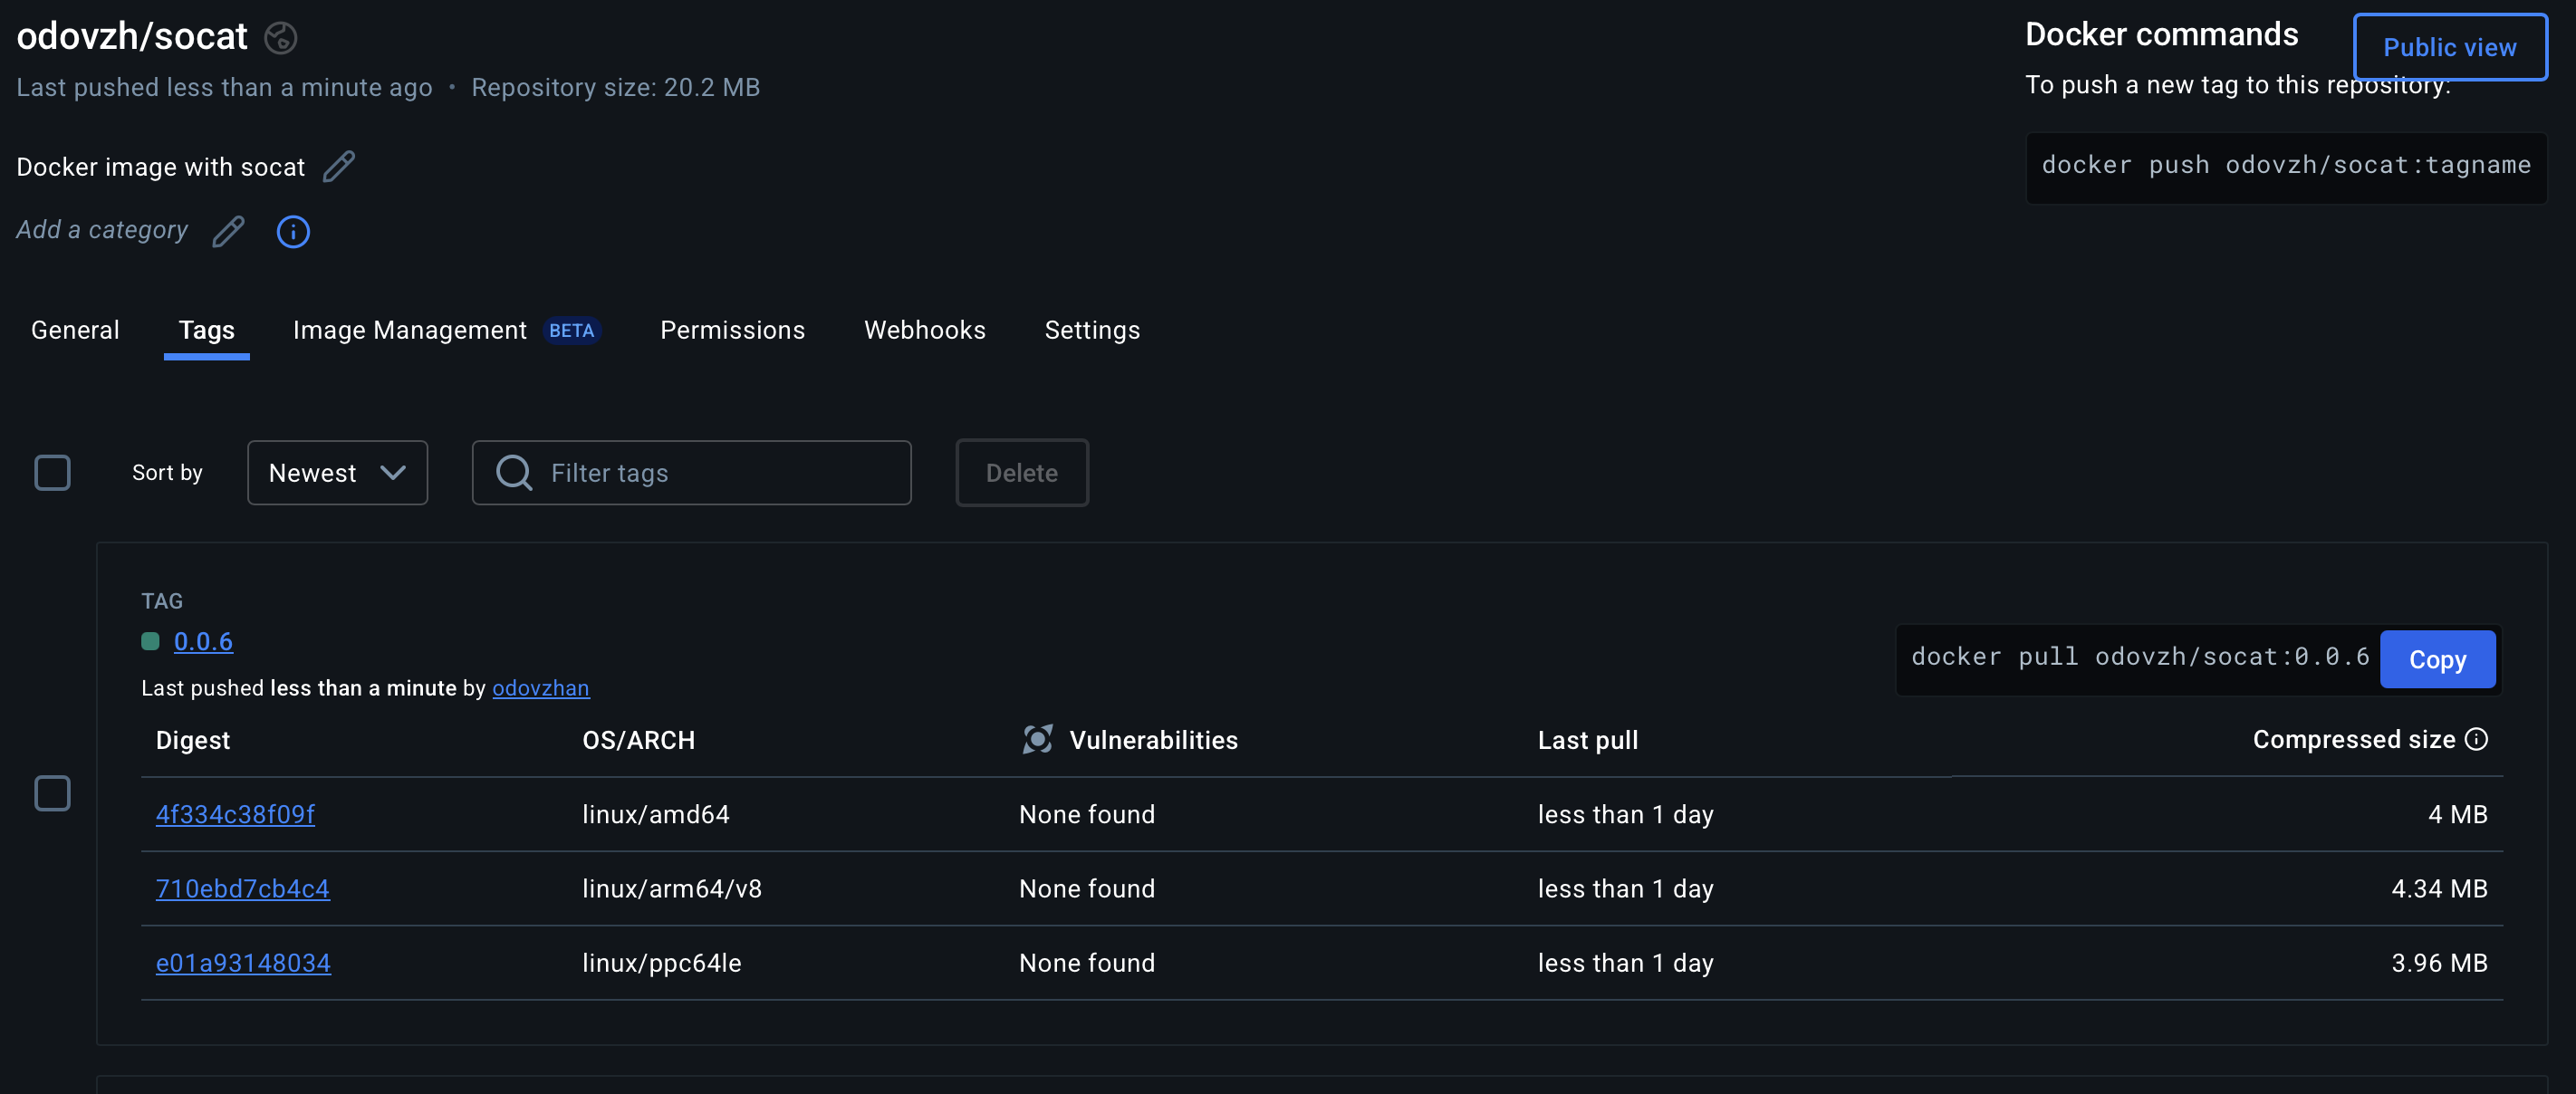 odovzh/socat
Last pushed less than a minute ago • Repository size: 20.2 MB
Docker image with socat
Add a category
Docker commands
Public view
To push a new tag to this repository:
docker push odovzh/socat:tagname
General Tags Image Management BETA Permissions Webhooks Settings
Sort by Newest Filter tags Delete
TAG
0.0.6
Last pushed less than a minute by odovzhan
docker pull odovzh/socat:0.0.6 Copy
Digest OS/ARCH Vulnerabilities Last pull Compressed size
4f334c38f09f linux/amd64 None found less than 1 day 4 MB
710ebd7cb4c4 linux/arm64/v8 None found less than 1 day 4.34 MB
e01a93148034 linux/ppc64le None found less than 1 day 3.96 MB